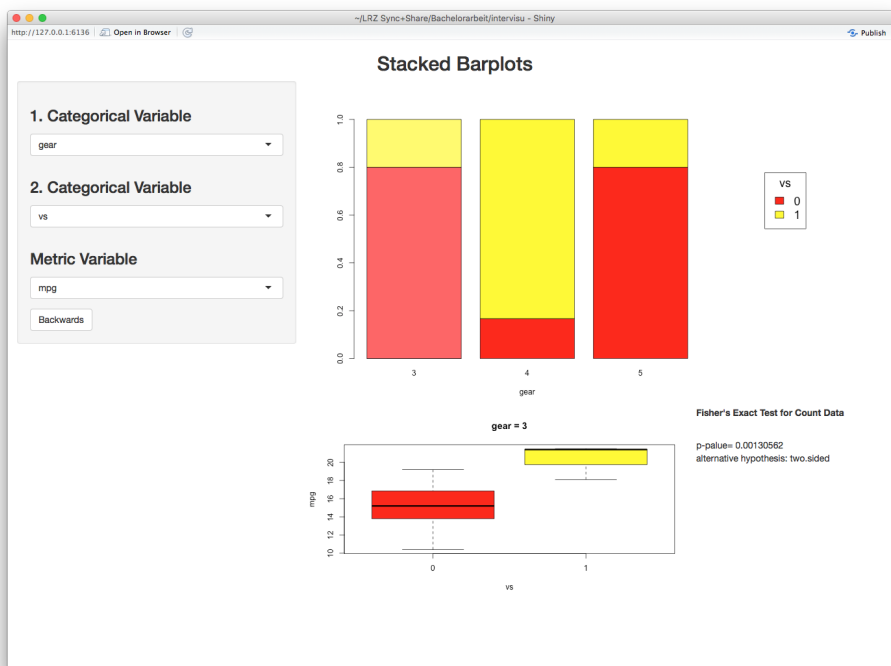 ~/LRZ Sync+Share/Bachelorarbeit/intervisu - Shiny
http://127.0.0.1:6136 Open in Browser Publish
Stacked Barplots
1. Categorical Variable
gear
2. Categorical Variable
vs
Metric Variable
mpg
Backwards
1.0
0.8
0.6
0.4
0.2
0.0
3 4 5
gear
vs
0
1
gear = 3
mpg
20
18
16
14
12
10
0 1
vs
Fisher's Exact Test for Count Data
p-palue= 0.00130562
alternative hypothesis: two.sided